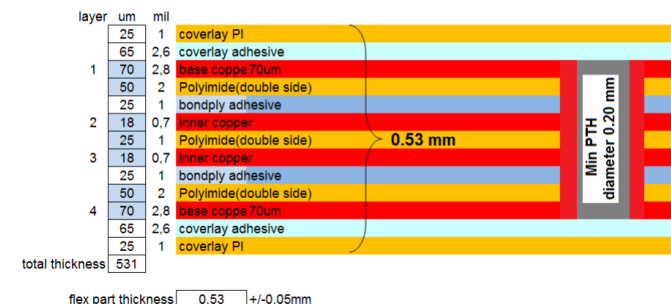 layer um mil
25 1 coverlay PI
65 2,6 coverlay adhesive
1 70 2,8 base coppe 70um
50 2 Polyimide(double side)
25 1 bondply adhesive
2 18 0,7 inner copper
25 1 Polyimide(double side)
3 18 0,7 inner copper
25 1 bondply adhesive
50 2 Polyimide(double side)
4 70 2,8 base coppe 70um
65 2,6 coverlay adhesive
25 1 coverlay PI
total thickness 531
0.53 mm
Min PTH
diameter 0.20 mm
flex part thickness 0.53 +/-0.05mm